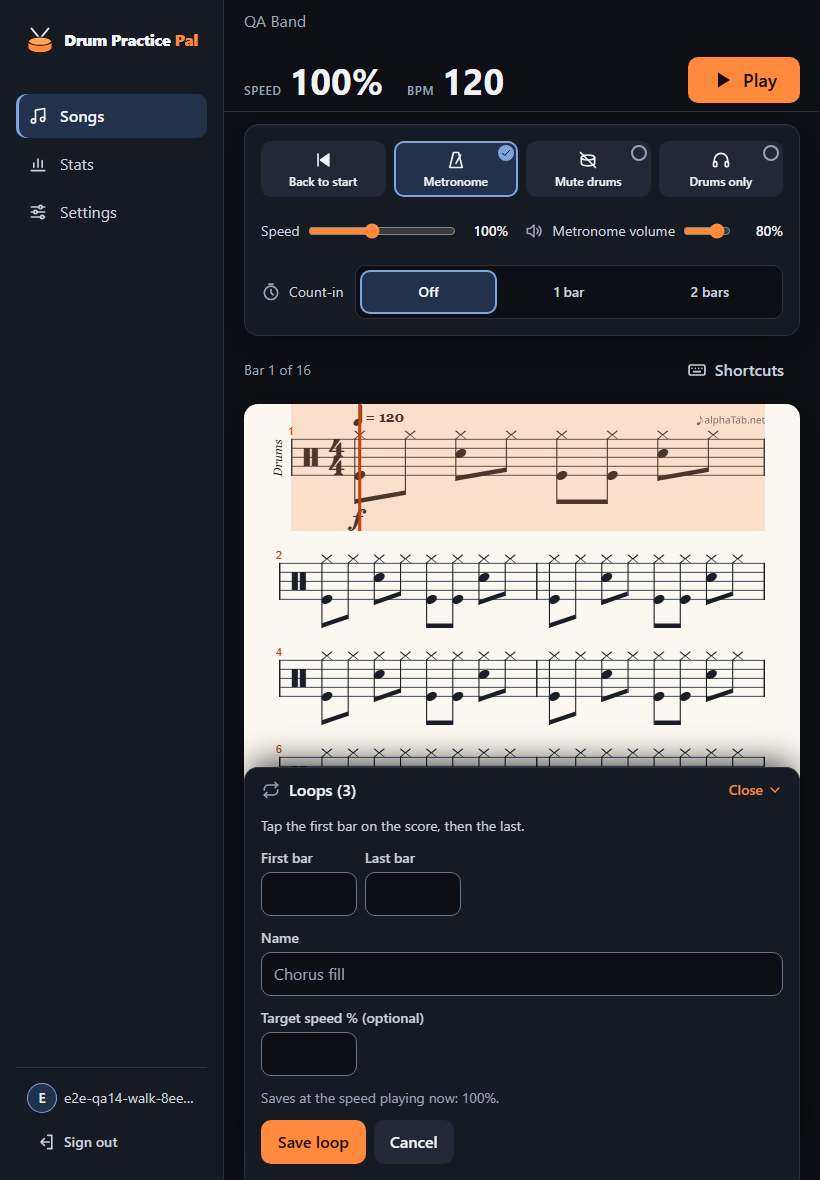 Drum Practice Pal
Songs
Stats
Settings
E
e2e-qa14-walk-8ee...
Sign out
QA Band
SPEED 100% BPM 120
Play
Back to start
Metronome
Mute drums
Drums only
Speed 100% Metronome volume 80%
Count-in Off 1 bar 2 bars
Bar 1 of 16
Shortcuts
= 120
alphaTab.net
1
Drums
4
4
f
2
4
6
Loops (3)
Close
Tap the first bar on the score, then the last.
First bar Last bar
Name
Chorus fill
Target speed % (optional)
Saves at the speed playing now: 100%.
Save loop Cancel